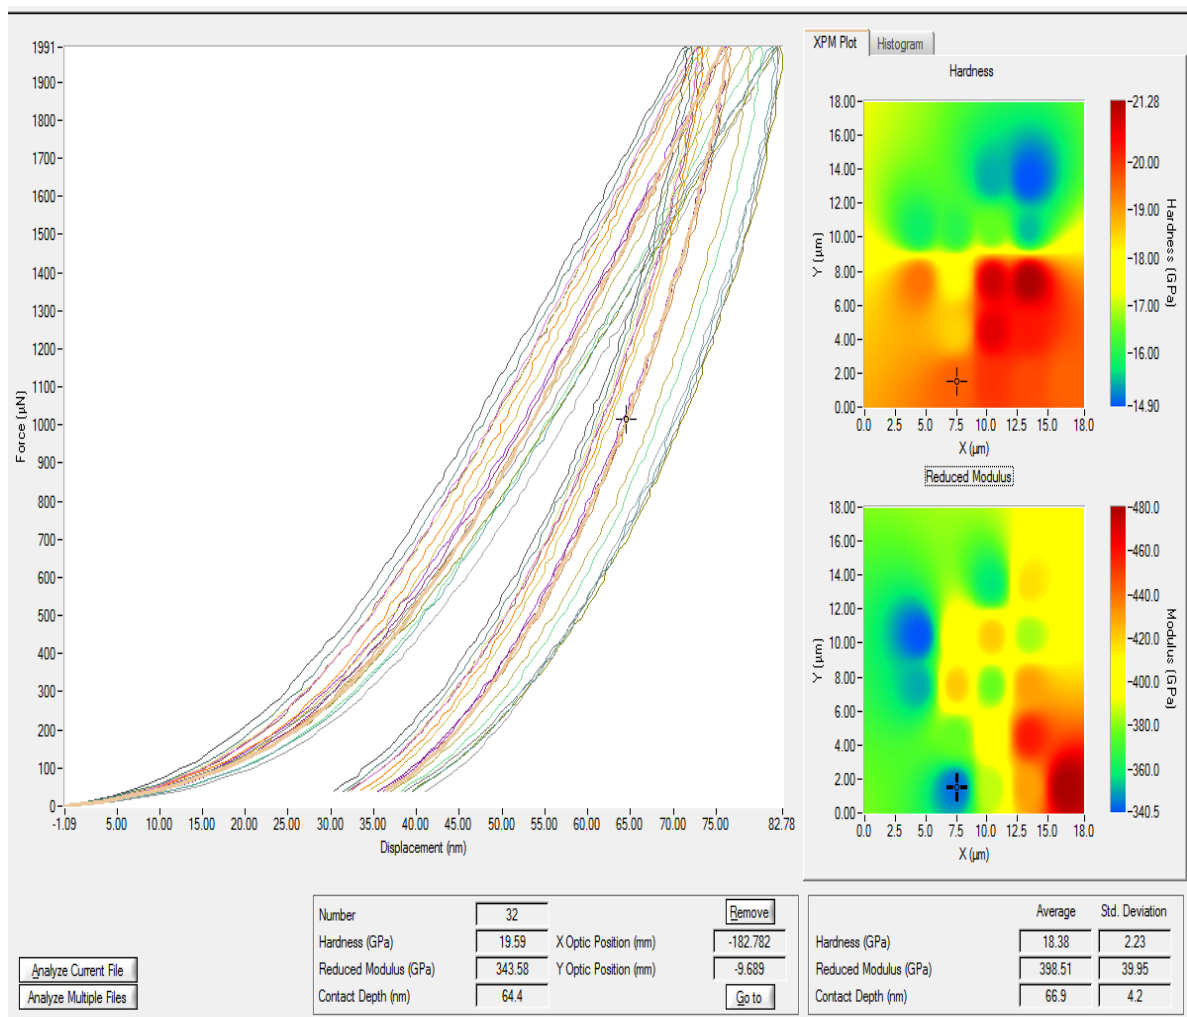 XPM Plot
Histogram
1991
1900
1800
1700
1600
1500
1400
1300
1200
1100
1000
900
800
700
600
500
400
300
200
100
0
Force (µN)
-1.09 5.00 10.00 15.00 20.00 25.00 30.00 35.00 40.00 45.00 50.00 55.00 60.00 65.00 70.00 75.00 82.78
Displacement (nm)
Hardness
18.00
16.00
14.00
12.00
10.00
8.00
6.00
4.00
2.00
0.00
Y (µm)
0.0 2.5 5.0 7.5 10.0 12.5 18.0
X (µm)
21.28
20.00
19.00
18.00
17.00
16.00
14.90
Hardness (GPa)
Reduced Modulus
18.00
16.00
14.00
12.00
10.00
8.00
6.00
4.00
2.00
0.00
Y (µm)
0.0 2.5 5.0 7.5 10.0 12.5 18.0
X (µm)
480.0
460.0
440.0
420.0
400.0
380.0
360.0
340.5
Modulus (GPa)
Analyze Current File
Analyze Multiple Files
Number 32 Remove
Hardness (GPa) 19.59 X Optic Position (mm) -182.782
Reduced Modulus (GPa) 343.58 Y Optic Position (mm) -9.689
Contact Depth (nm) 64.4 Go to
Average Std. Deviation
Hardness (GPa) 18.38 2.23
Reduced Modulus (GPa) 398.51 39.95
Contact Depth (nm) 66.9 4.2